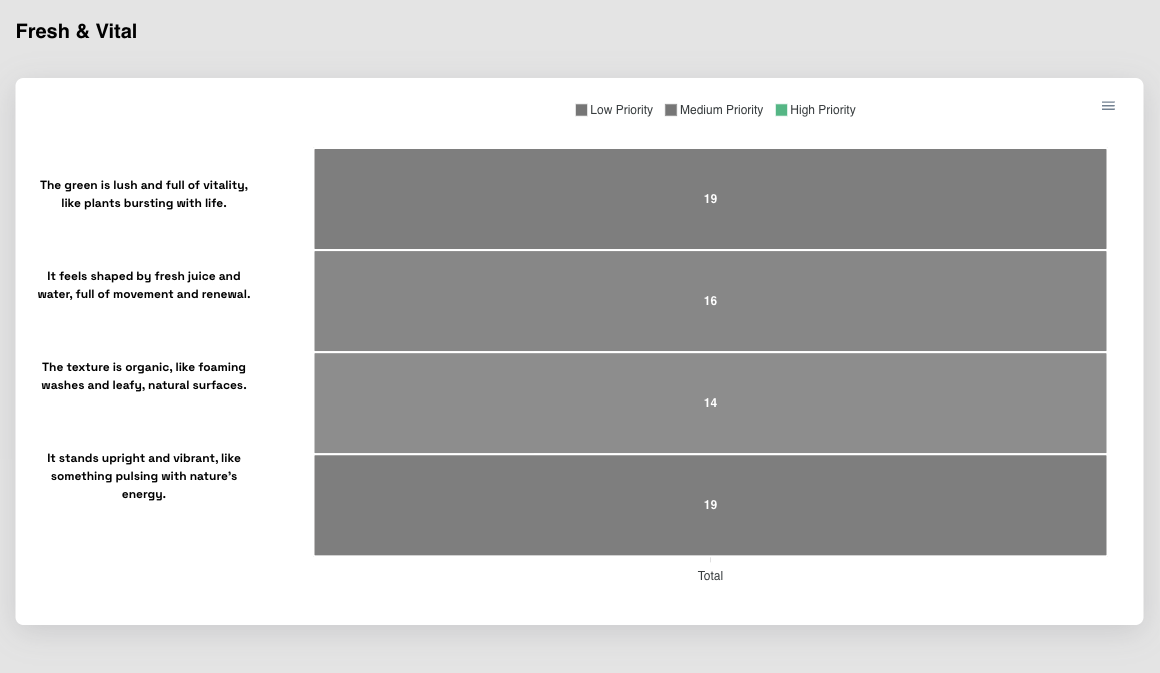 Fresh & Vital
Low Priority Medium Priority High Priority
The green is lush and full of vitality,
like plants bursting with life.
19
It feels shaped by fresh juice and
water, full of movement and renewal.
16
The texture is organic, like foaming
washes and leafy, natural surfaces.
14
It stands upright and vibrant, like
something pulsing with nature's
energy.
19
Total